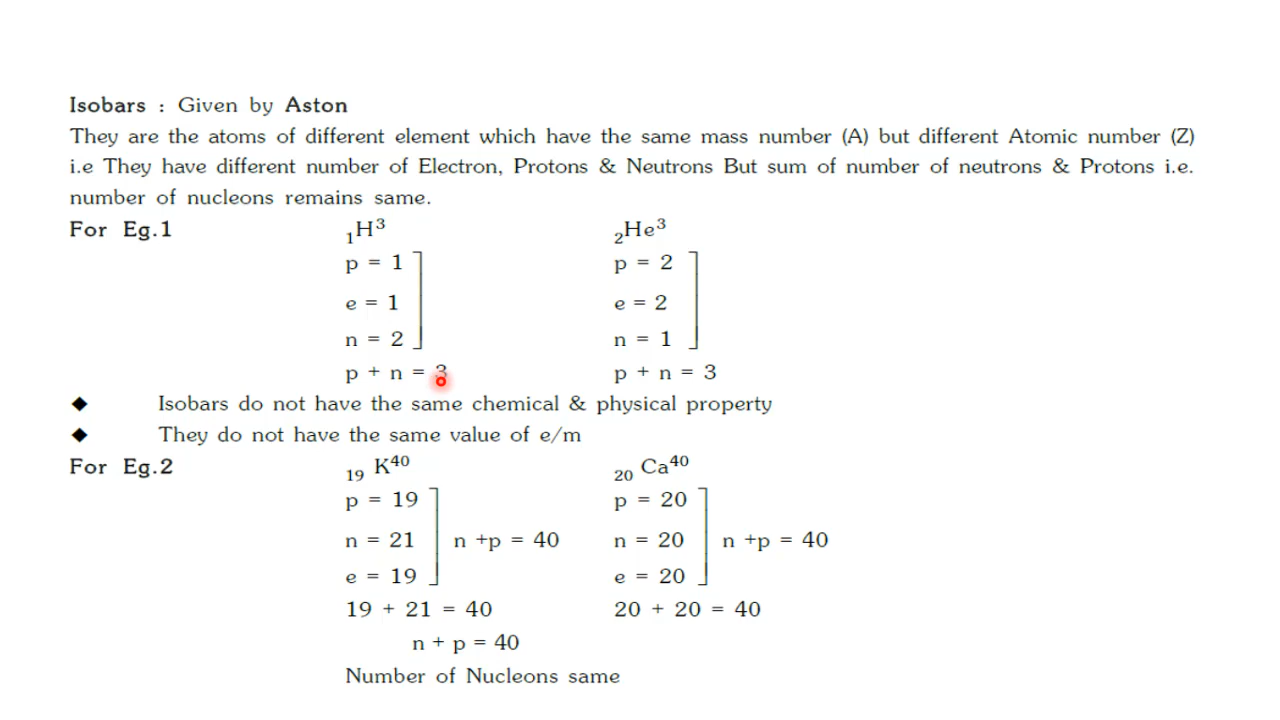 Isobars : Given by Aston
They are the atoms of different element which have the same mass number (A) but different Atomic number (Z)
i.e They have different number of Electron, Protons & Neutrons But sum of number of neutrons & Protons i.e.
number of nucleons remains same.
For Eg.1 ₁H³ ₂He³
p = 1 p = 2
e = 1 e = 2
n = 2 n = 1
p + n = 3 p + n = 3
◆ Isobars do not have the same chemical & physical property
◆ They do not have the same value of e/m
For Eg.2 ₁₉ K⁴⁰ ₂₀ Ca⁴⁰
p = 19 p = 20
n = 21 n +p = 40 n = 20 n +p = 40
e = 19 e = 20
19 + 21 = 40 20 + 20 = 40
n + p = 40
Number of Nucleons same